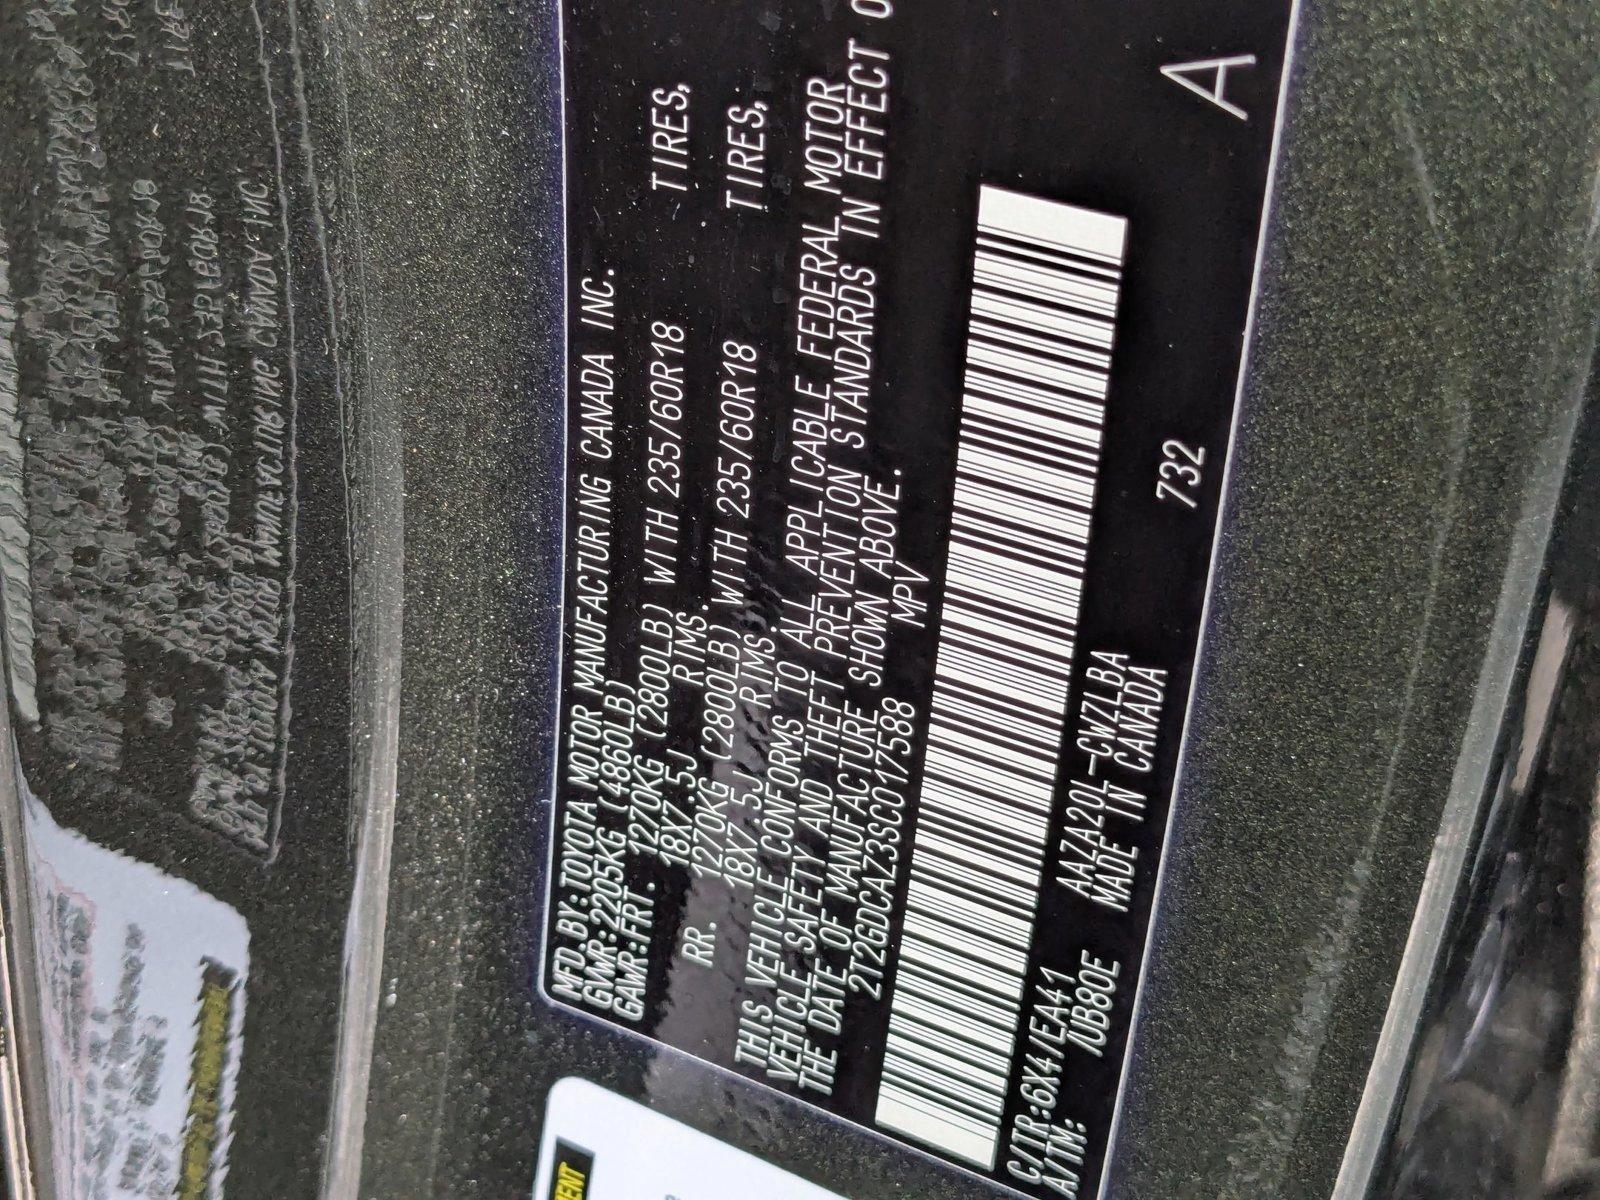 MFD.BY:TOYOTA MOTOR MANUFACTURING CANADA INC.
GVWR:2205KG (4860LB)
GAWR:FRT. 1270KG (2800LB) WITH 235/60R18 TIRES,
18X7.5J RIMS.
RR. 1270KG (2800LB) WITH 235/60R18 TIRES,
18X7.5J RIMS.
THIS VEHICLE CONFORMS TO ALL APPLICABLE FEDERAL MOTOR
VEHICLE SAFETY AND THEFT PREVENTION STANDARDS IN EFFECT O
THE DATE OF MANUFACTURE SHOWN ABOVE.
2T2GDCAZ3SC017588 MPV
C/TR:6X4/EA41 AAZA20L-CWZLBA 732 A
A/TM: /UB80E MADE IN CANADA